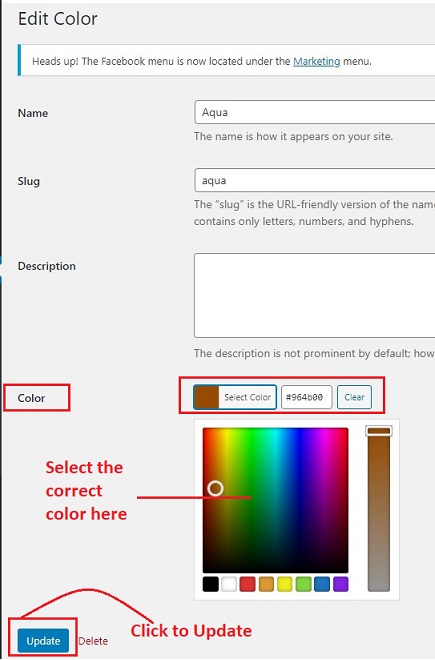 Edit Color
Heads up! The Facebook menu is now located under the Marketing menu.
Name
Aqua
The name is how it appears on your site.
Slug
aqua
The “slug” is the URL-friendly version of the name
contains only letters, numbers, and hyphens.
Description
The description is not prominent by default; how
Color
Select Color
#964b00
Clear
Select the
correct
color here
Update
Delete
Click to Update